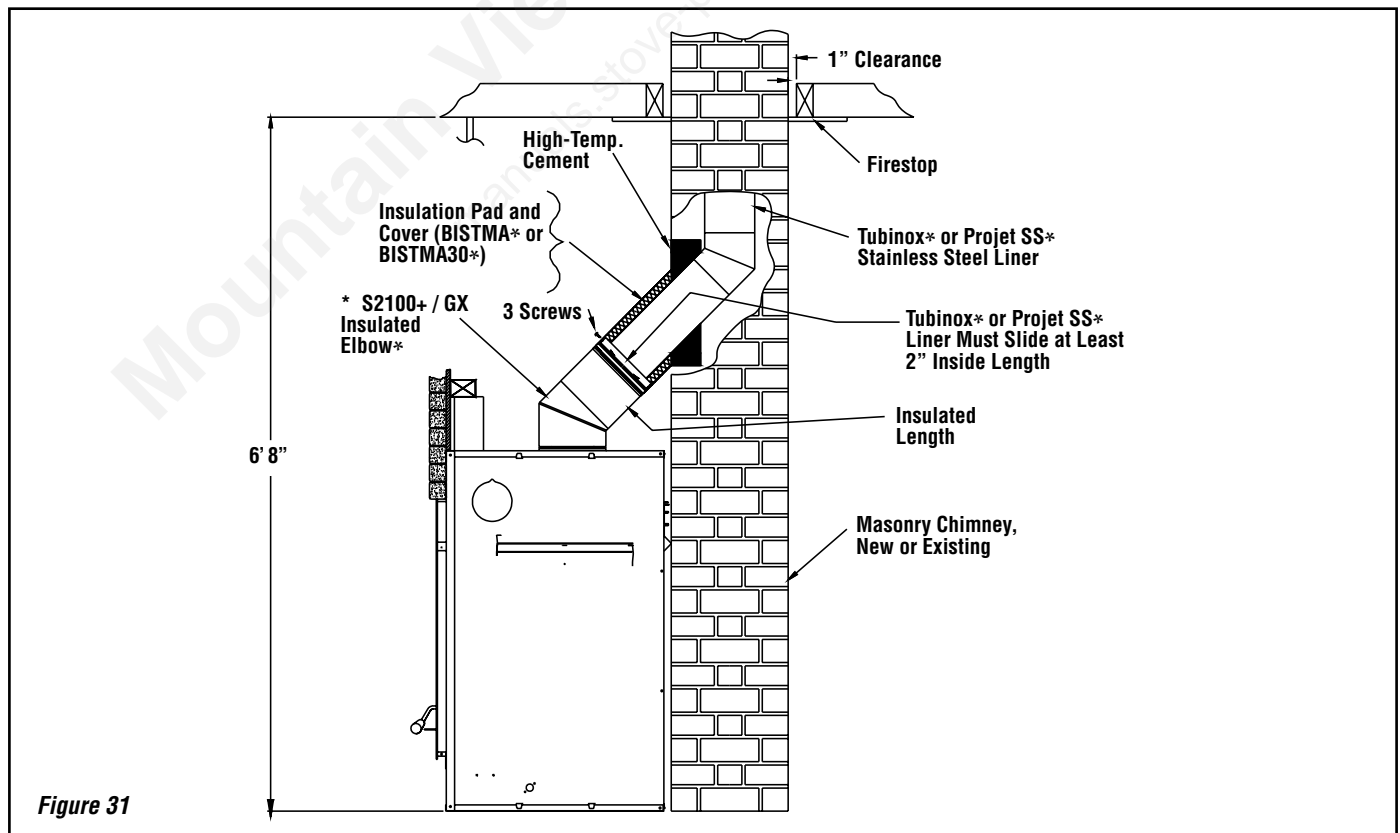 1” Clearance
High-Temp.
Cement
Firestop
Insulation Pad and
Cover (BISTMA* or
BISTMA30*)
Tubinox* or Projet SS*
Stainless Steel Liner
* S2100+ / GX
Insulated
Elbow*
3 Screws
Tubinox* or Projet SS*
Liner Must Slide at Least
2” Inside Length
Insulated
Length
6’ 8”
Masonry Chimney,
New or Existing
Figure 31
Mountain Vie